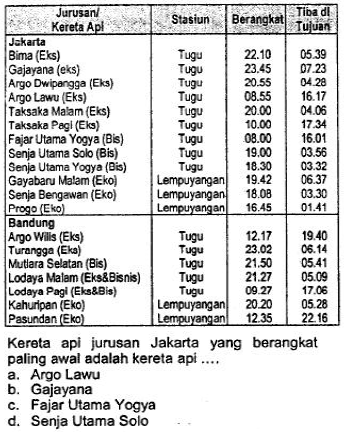 Jurusan/ Kereta Api | Stasiun | Berangkat | Tiba di Tujuan
Jakarta
Bima (Eks) | Tugu | 22.10 | 05.39
Gajayana (eks) | Tugu | 23.45 | 07.23
Argo Dwipangga (Eks) | Tugu | 20.55 | 04.28
Argo Lawu (Eks) | Tugu | 08.55 | 16.17
Taksaka Malam (Eks) | Tugu | 20.00 | 04.06
Taksaka Pagi (Eks) | Tugu | 10.00 | 17.34
Fajar Utama Yogya (Bis) | Tugu | 08.00 | 16.01
Senja Utama Solo (Bis) | Tugu | 19.00 | 03.56
Senja Utama Yogya (Bis) | Tugu | 18.30 | 03.32
Gayabaru Malam (Eko) | Lempuyangan | 19.42 | 06.37
Senja Bengawan (Eko) | Lempuyangan | 18.08 | 03.30
Progo (Eko) | Lempuyangan | 16.45 | 01.41
Bandung
Argo Wilis (Eks) | Tugu | 12.17 | 19.40
Turangga (Eks) | Tugu | 23.02 | 06.14
Mutiara Selatan (Bis) | Tugu | 21.50 | 05.41
Lodaya Malam (Eks&Bisnis) | Tugu | 21.27 | 05.09
Lodaya Pagi (Eks&Bis) | Tugu | 09.27 | 17.06
Kahuripan (Eko) | Lempuyangan | 20.20 | 05.28
Pasundan (Eko) | Lempuyangan | 12.35 | 22.16
Kereta api jurusan Jakarta yang berangkat
paling awal adalah kereta api ....
a. Argo Lawu
b. Gajayana
c. Fajar Utama Yogya
d. Senja Utama Solo